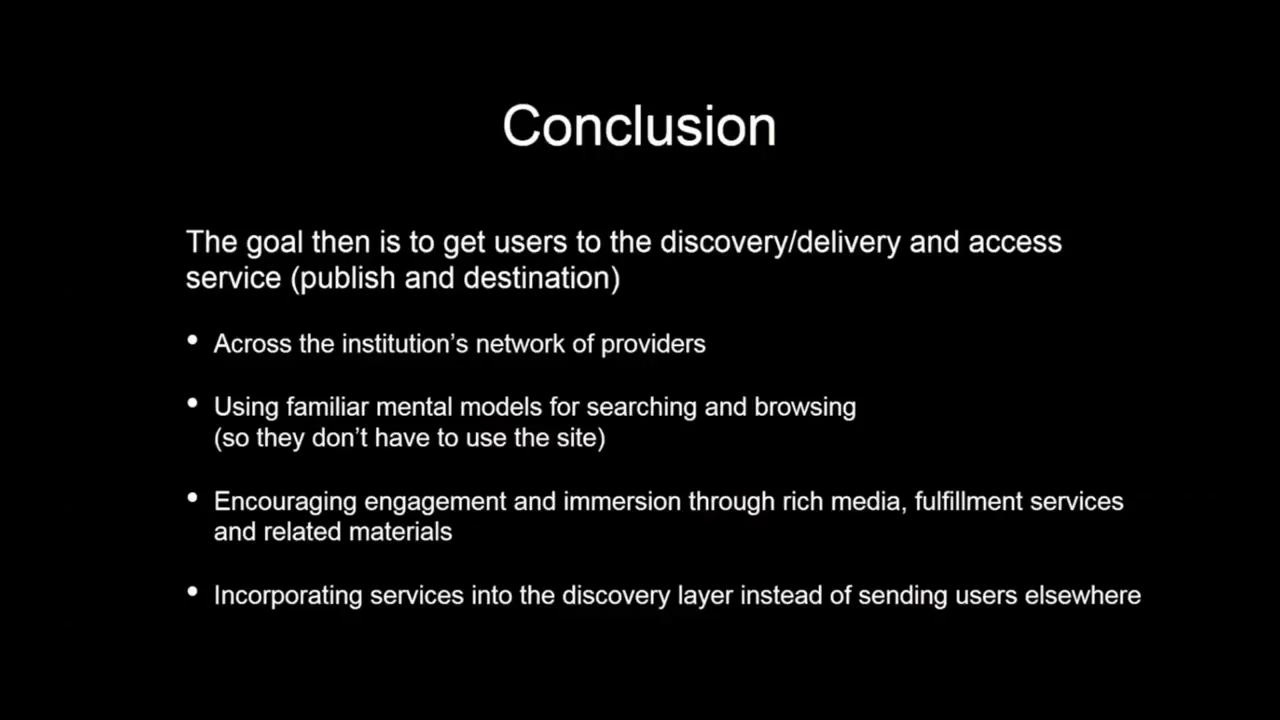 Conclusion
The goal then is to get users to the discovery/delivery and access
service (publish and destination)
• Across the institution’s network of providers
• Using familiar mental models for searching and browsing
(so they don’t have to use the site)
• Encouraging engagement and immersion through rich media, fulfillment services
and related materials
• Incorporating services into the discovery layer instead of sending users elsewhere